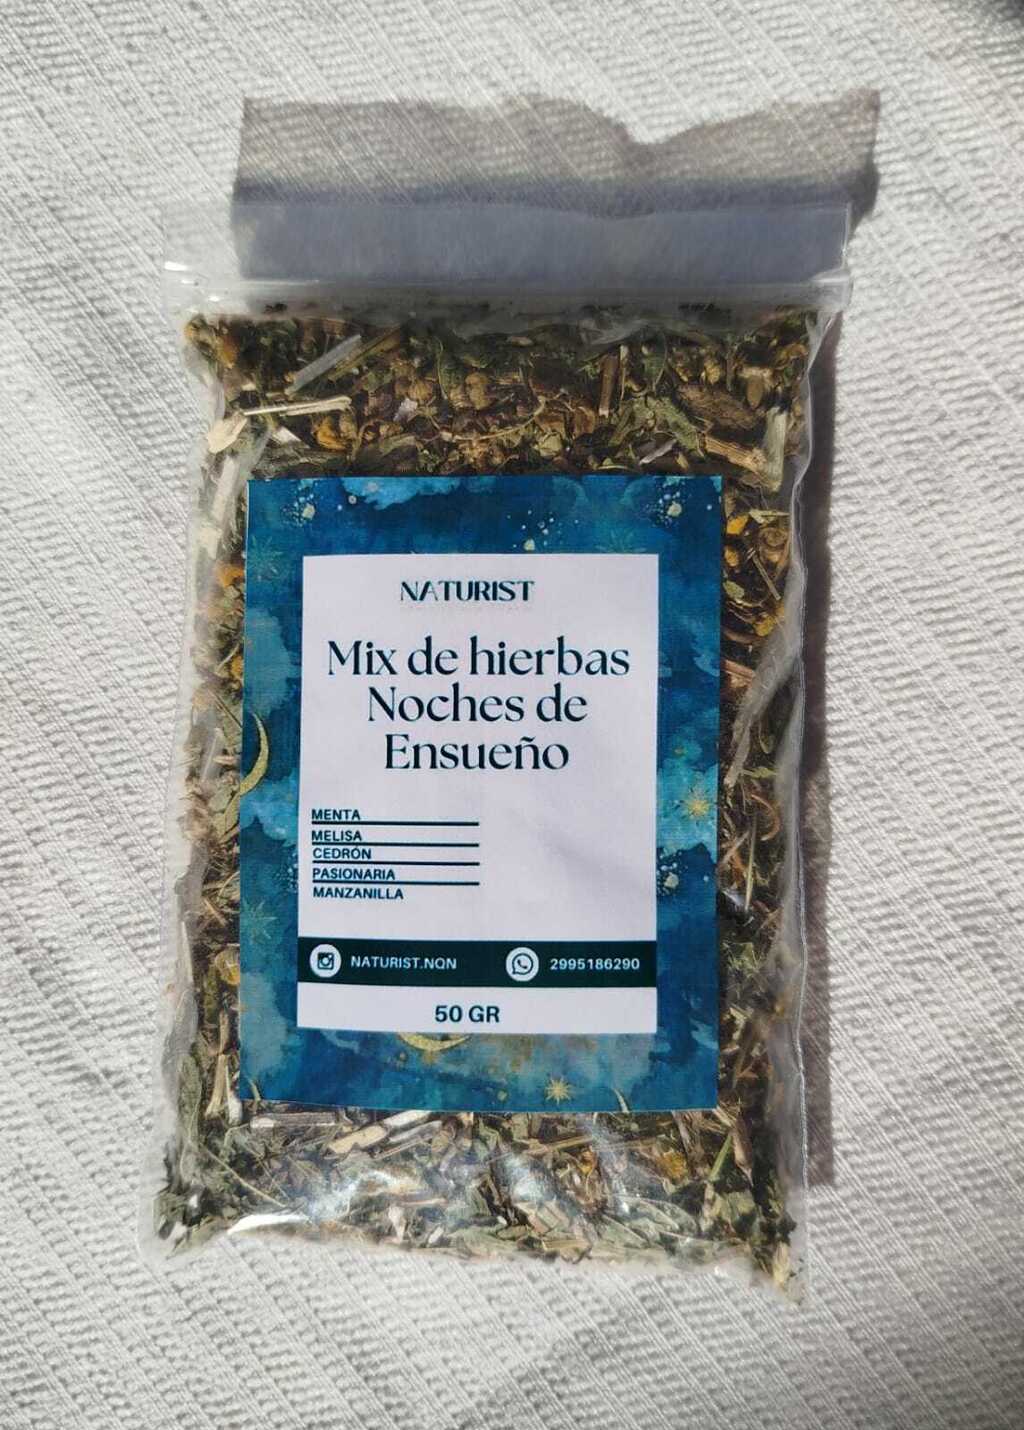 NATURIST
Mix de hierbas
Noches de
Ensueño
MENTA
MELISA
CEDRÓN
PASIONARIA
MANZANILLA
NATURIST.NQN
2995186290
50 GR